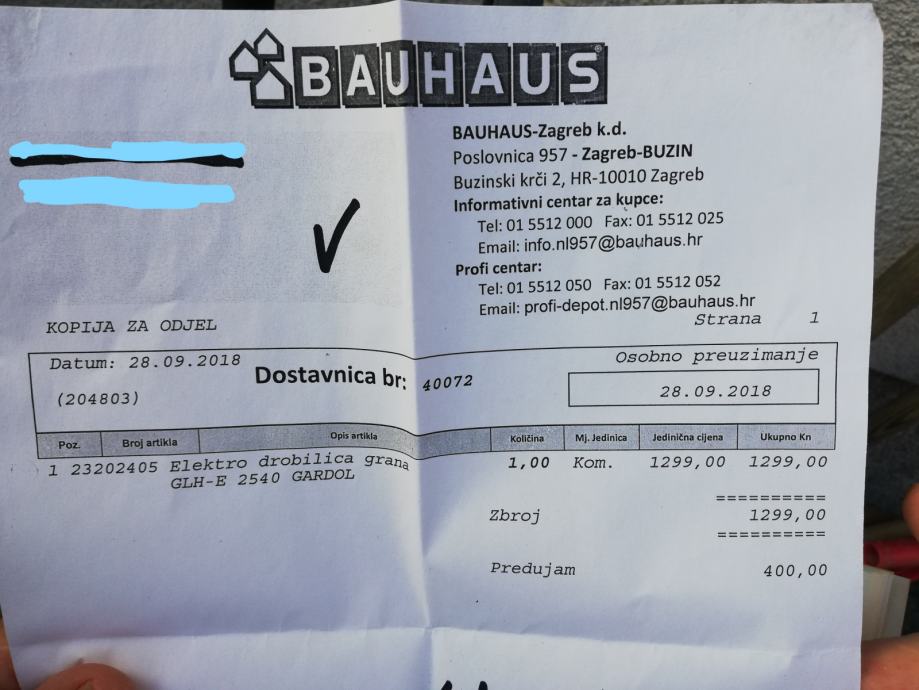 BAUHAUS®
BAUHAUS-Zagreb k.d.
Poslovnica 957 - Zagreb-BUZIN
Buzinski krči 2, HR-10010 Zagreb
Informativni centar za kupce:
Tel: 01 5512 000 Fax: 01 5512 025
Email: info.nl957@bauhaus.hr
Profi centar:
Tel: 01 5512 050 Fax: 01 5512 052
Email: profi-depot.nl957@bauhaus.hr
KOPIJA ZA ODJEL
Strana 1
Datum: 28.09.2018
Dostavnica br: 40072
Osobno preuzimanje
(204803)
28.09.2018
Poz. Broj artikla Opis artikla Količina Mj. Jedinica Jedinična cijena Ukupno Kn
1 23202405 Elektro drobilica grana 1,00 Kom. 1299,00 1299,00
GLH-E 2540 GARDOL
==========
Zbroj 1299,00
==========
Predujam 400,00